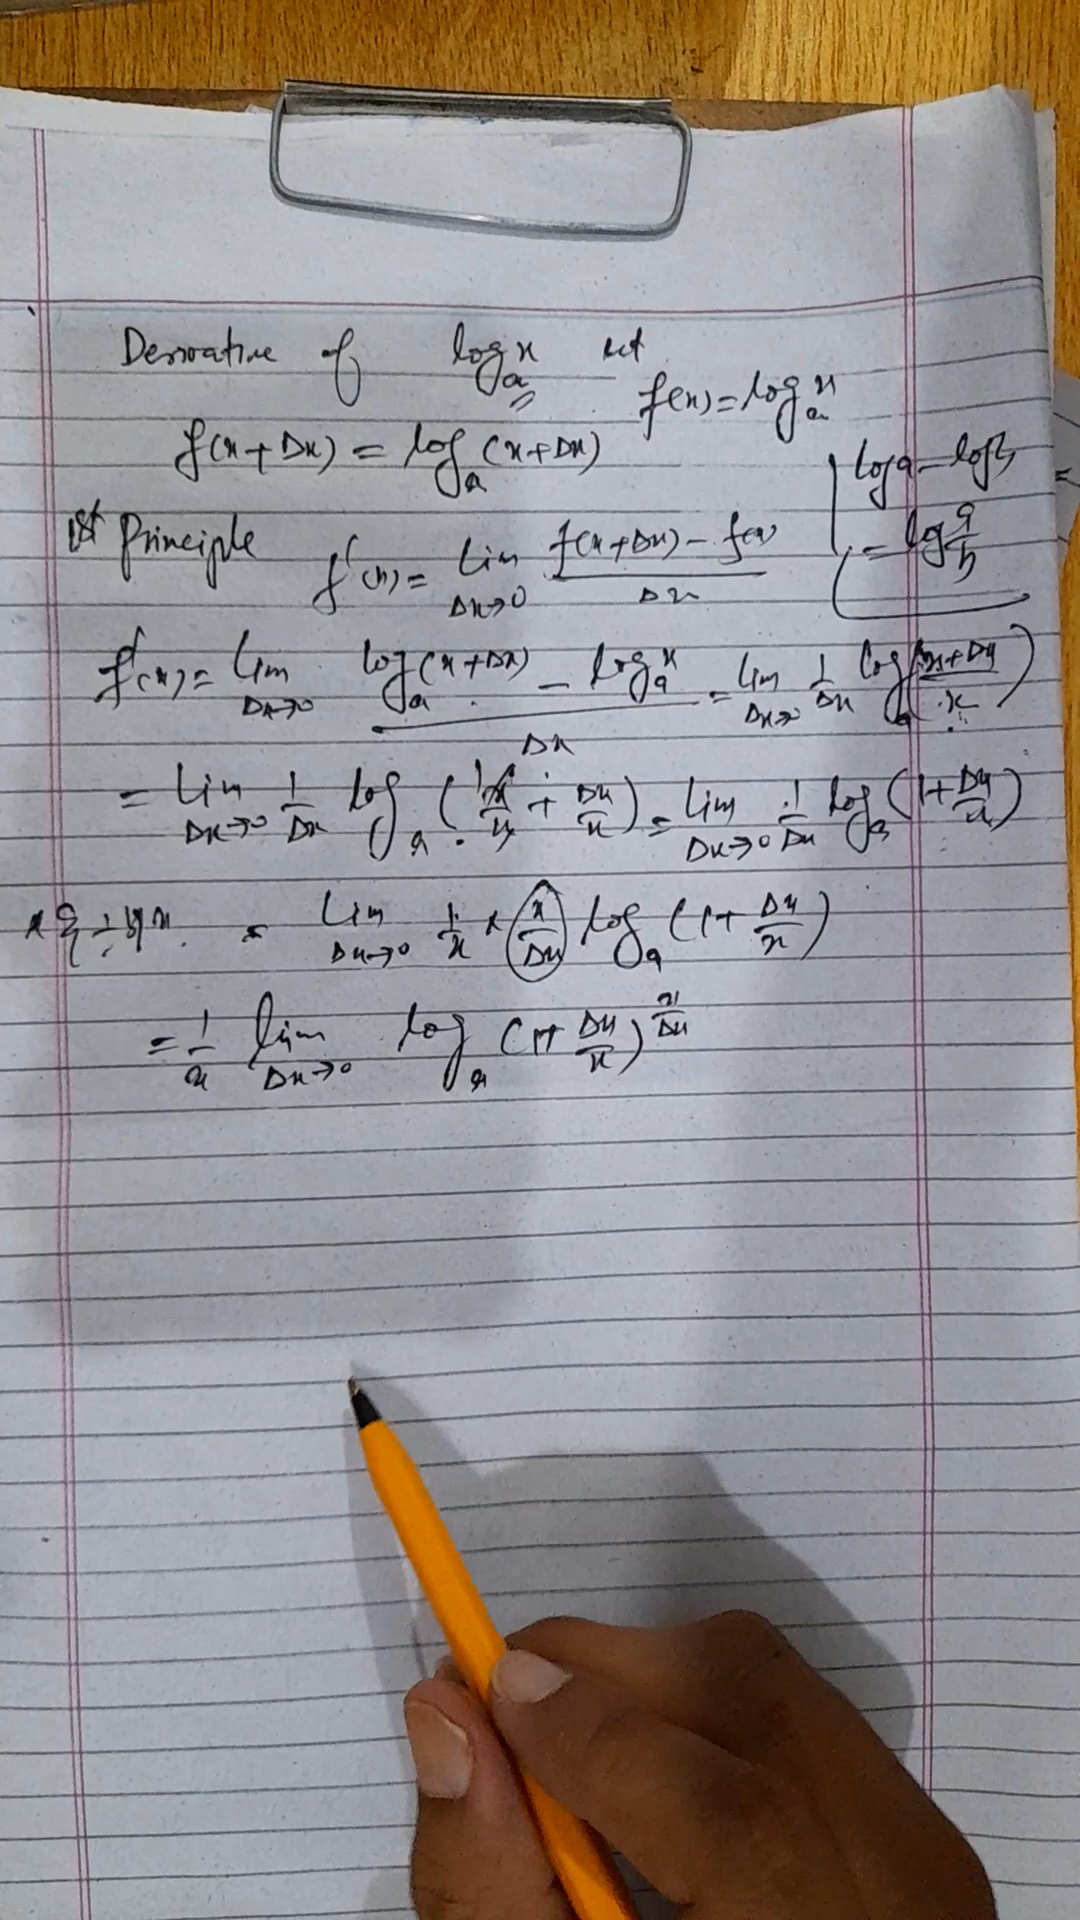 Derivative of logₐx let
f(x) = logₐx
f(x+Δx) = logₐ(x+Δx)
log a - log b
= log a/b
1st Principle f'(x) = Lim Δx→0 (f(x+Δx) - f(x))/Δx
f'(x) = Lim Δx→0 (logₐ(x+Δx) - logₐx)/Δx = Lim Δx→0 1/Δx logₐ((x+Δx)/x)
= Lim Δx→0 1/Δx logₐ(x/x + Δx/x) = Lim Δx→0 1/Δx logₐ(1+Δx/x)
× & ÷ by x = Lim Δx→0 1/x × x/Δx logₐ(1+Δx/x)
= 1/x lim Δx→0 logₐ(1+Δx/x)^(x/Δx)